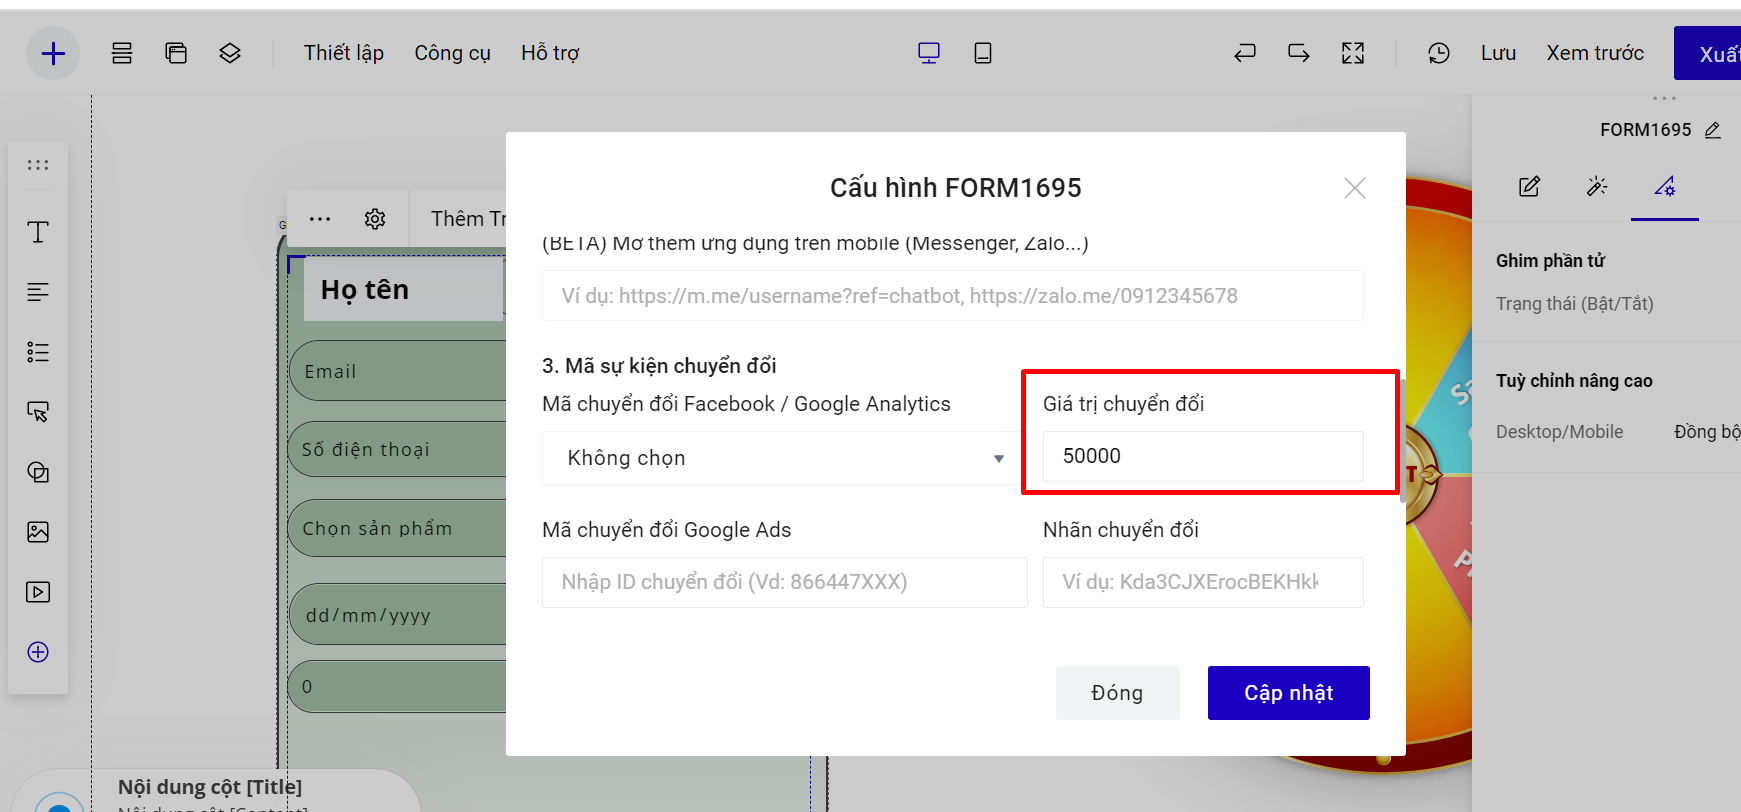 Thiết lập Công cụ Hỗ trợ
Lưu Xem trước Xuất
FORM1695
Thêm Tr
Họ tên
Email
Số điện thoại
Chọn sản phẩm
dd/mm/yyyy
0
Nội dung cột [Title]
Nội dung cột [Content]
Cấu hình FORM1695
(BETA) Mở thêm ứng dụng trên mobile (Messenger, Zalo...)
Ví dụ: https://m.me/username?ref=chatbot, https://zalo.me/0912345678
3. Mã sự kiện chuyển đổi
Mã chuyển đổi Facebook / Google Analytics
Giá trị chuyển đổi
Không chọn
50000
Mã chuyển đổi Google Ads
Nhãn chuyển đổi
Nhập ID chuyển đổi (Vd: 866447XXX)
Ví dụ: Kda3CJXErocBEKHkk
Đóng
Cập nhật
Ghim phần tử
Trạng thái (Bật/Tắt)
Tuỳ chỉnh nâng cao
Desktop/Mobile Đồng bộ